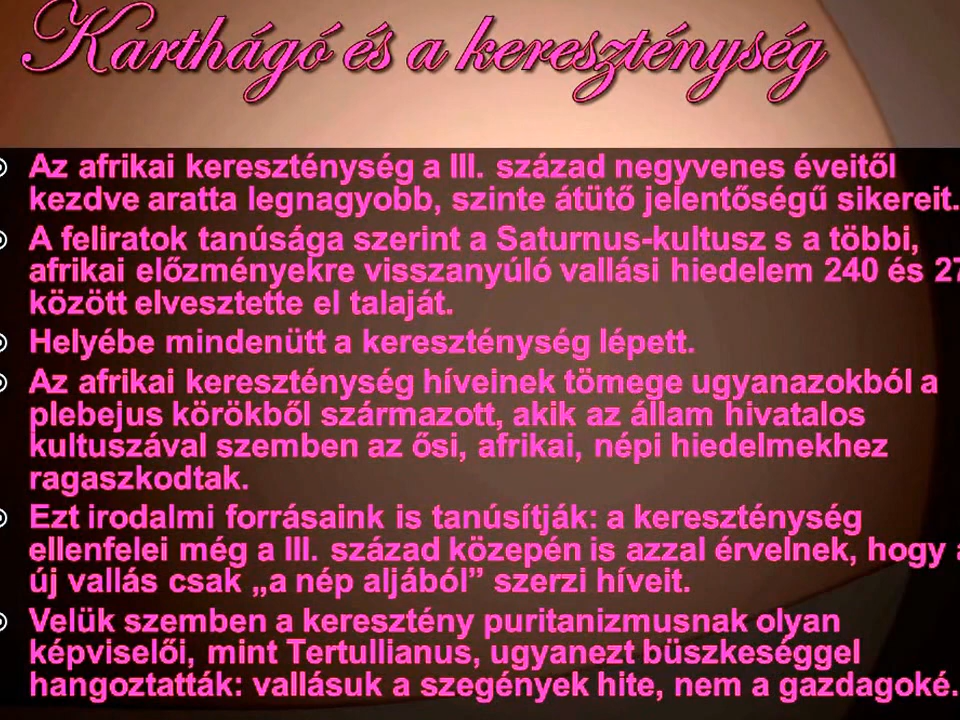 Karthágó és a kereszténység
Az afrikai kereszténység a III. század negyvenes éveitől
kezdve aratta legnagyobb, szinte átütő jelentőségű sikereit.
A feliratok tanúsága szerint a Saturnus-kultusz s a többi,
afrikai előzményekre visszanyúló vallási hiedelem 240 és
között elvesztette el talaját.
Helyébe mindenütt a kereszténység lépett.
Az afrikai kereszténység híveinek tömege ugyanazokból a
plebejus körökből származott, akik az állam hivatalos
kultuszával szemben az ősi, afrikai, népi hiedelmekhez
ragaszkodtak.
Ezt irodalmi forrásaink is tanúsítják: a kereszténység
ellenfelei még a III. század közepén is azzal érvelnek, hogy
új vallás csak „a nép aljából” szerzi híveit.
Velük szemben a keresztény puritanizmusnak olyan
képviselői, mint Tertullianus, ugyanezt büszkeséggel
hangoztatták: vallásuk a szegények hite, nem a gazdagoké.